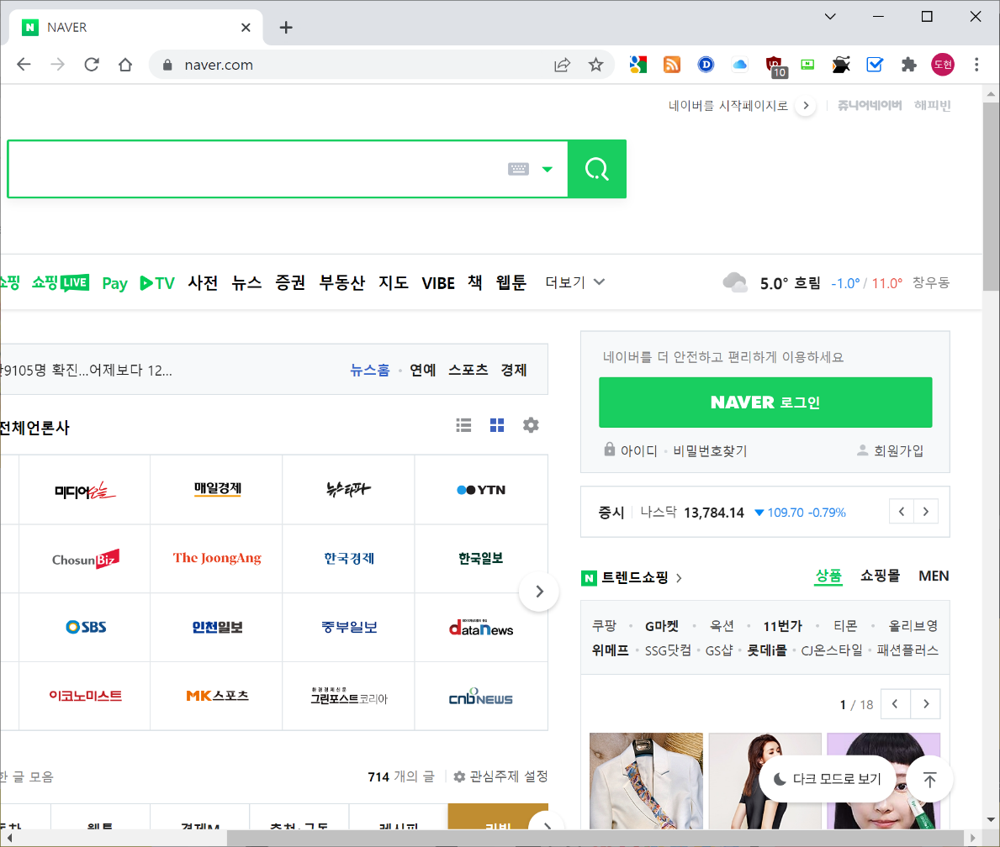 NAVER
naver.com
10
도현
네이버를 시작페이지로
쥬니어네이버 해피빈
쇼핑 쇼핑LIVE Pay TV 사전 뉴스 증권 부동산 지도 VIBE 책 웹툰 더보기
5.0° 흐림 -1.0° / 11.0° 창우동
9105명 확진...어제보다 12...
뉴스홈 연예 스포츠 경제
네이버를 더 안전하고 편리하게 이용하세요
NAVER 로그인
아이디 · 비밀번호찾기 회원가입
전체언론사
미디어오늘 매일경제 뉴스타파 YTN
ChosunBiz The JoongAng 한국경제 한국일보
SBS 인천일보 중부일보 dataNews
이코노미스트 MK스포츠 환경경제신문 그린포스트코리아 cnbNEWS
증시 나스닥 13,784.14 ▼ 109.70 -0.79%
N 트렌드쇼핑
상품 쇼핑몰 MEN
쿠팡 · G마켓 · 옥션 · 11번가 · 티몬 · 올리브영
위메프 · SSG닷컴 · GS샵 · 롯데i몰 · CJ온스타일 · 패션플러스
1 / 18
다크 모드로 보기
한 글 모음
714 개의 글 관심주제 설정
웹툰 경제M 추천·구독 레시피 리빙